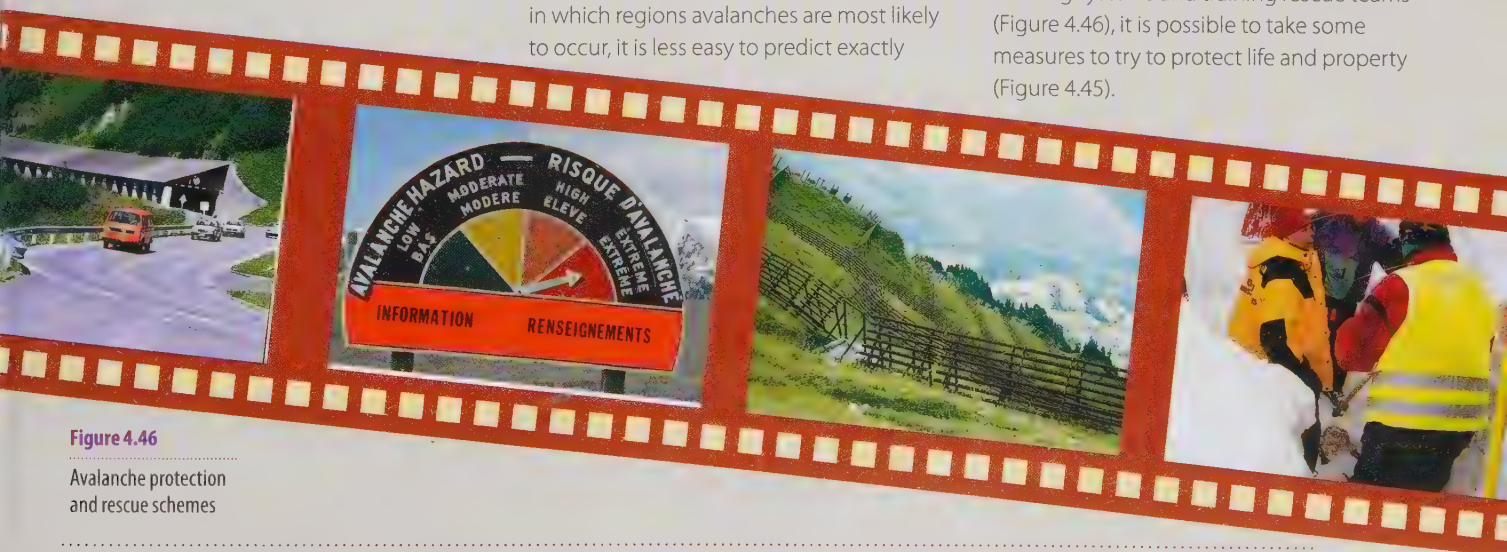 in which regions avalanches are most likely
to occur, it is less easy to predict exactly
(Figure 4.46), it is possible to take some
measures to try to protect life and property
(Figure 4.45).
AVALANCHE HAZARD — RISQUE D'AVALANCHE
LOW
BAS
MODERATE
MODÈRE
HIGH
ÉLEVÉ
EXTREME
EXTRÊME
INFORMATION RENSEIGNEMENTS
Figure 4.46
Avalanche protection
and rescue schemes